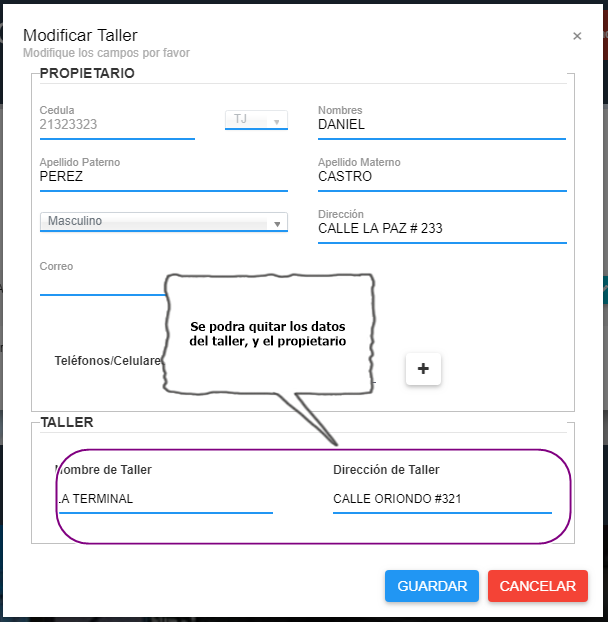 Modificar Taller
×
Modifique los campos por favor
PROPIETARIO
Cedula
21323323
TJ
Nombres
DANIEL
Apellido Paterno
PEREZ
Apellido Materno
CASTRO
Masculino
Dirección
CALLE LA PAZ # 233
Correo
Se podra quitar los datos
del taller, y el propietario
Teléfonos/Celulare
+
TALLER
Nombre de Taller
LA TERMINAL
Dirección de Taller
CALLE ORIONDO #321
GUARDAR
CANCELAR